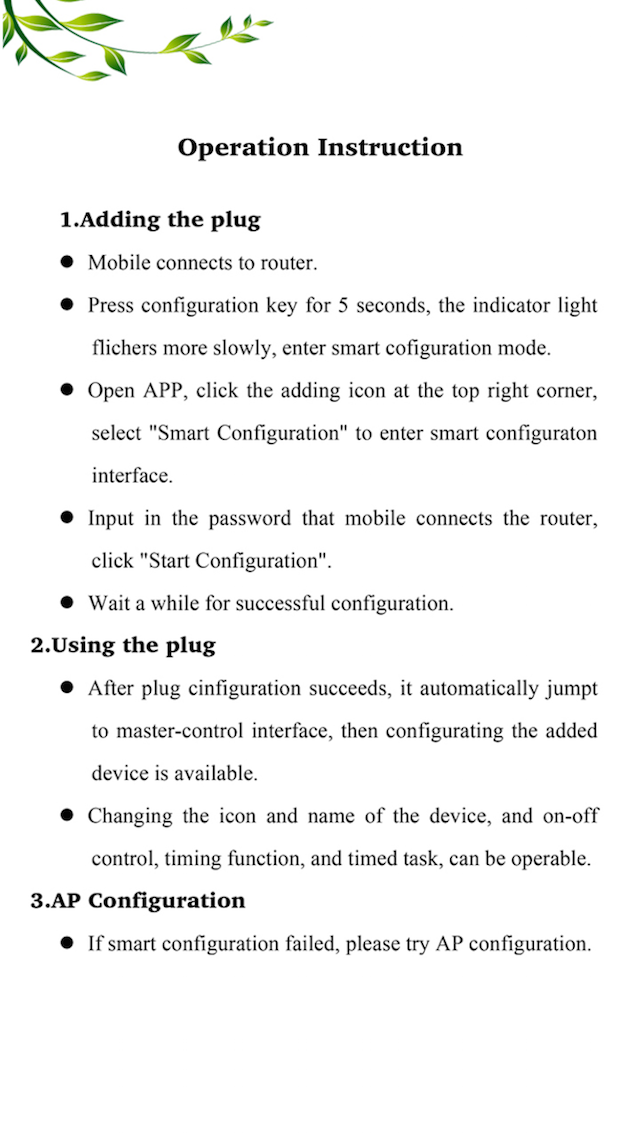 Operation Instruction
1.Adding the plug
● Mobile connects to router.
● Press configuration key for 5 seconds, the indicator light
flichers more slowly, enter smart cofiguration mode.
● Open APP, click the adding icon at the top right corner,
select "Smart Configuration" to enter smart configuraton
interface.
● Input in the password that mobile connects the router,
click "Start Configuration".
● Wait a while for successful configuration.
2.Using the plug
● After plug cinfiguration succeeds, it automatically jumpt
to master-control interface, then configurating the added
device is available.
● Changing the icon and name of the device, and on-off
control, timing function, and timed task, can be operable.
3.AP Configuration
● If smart configuration failed, please try AP configuration.